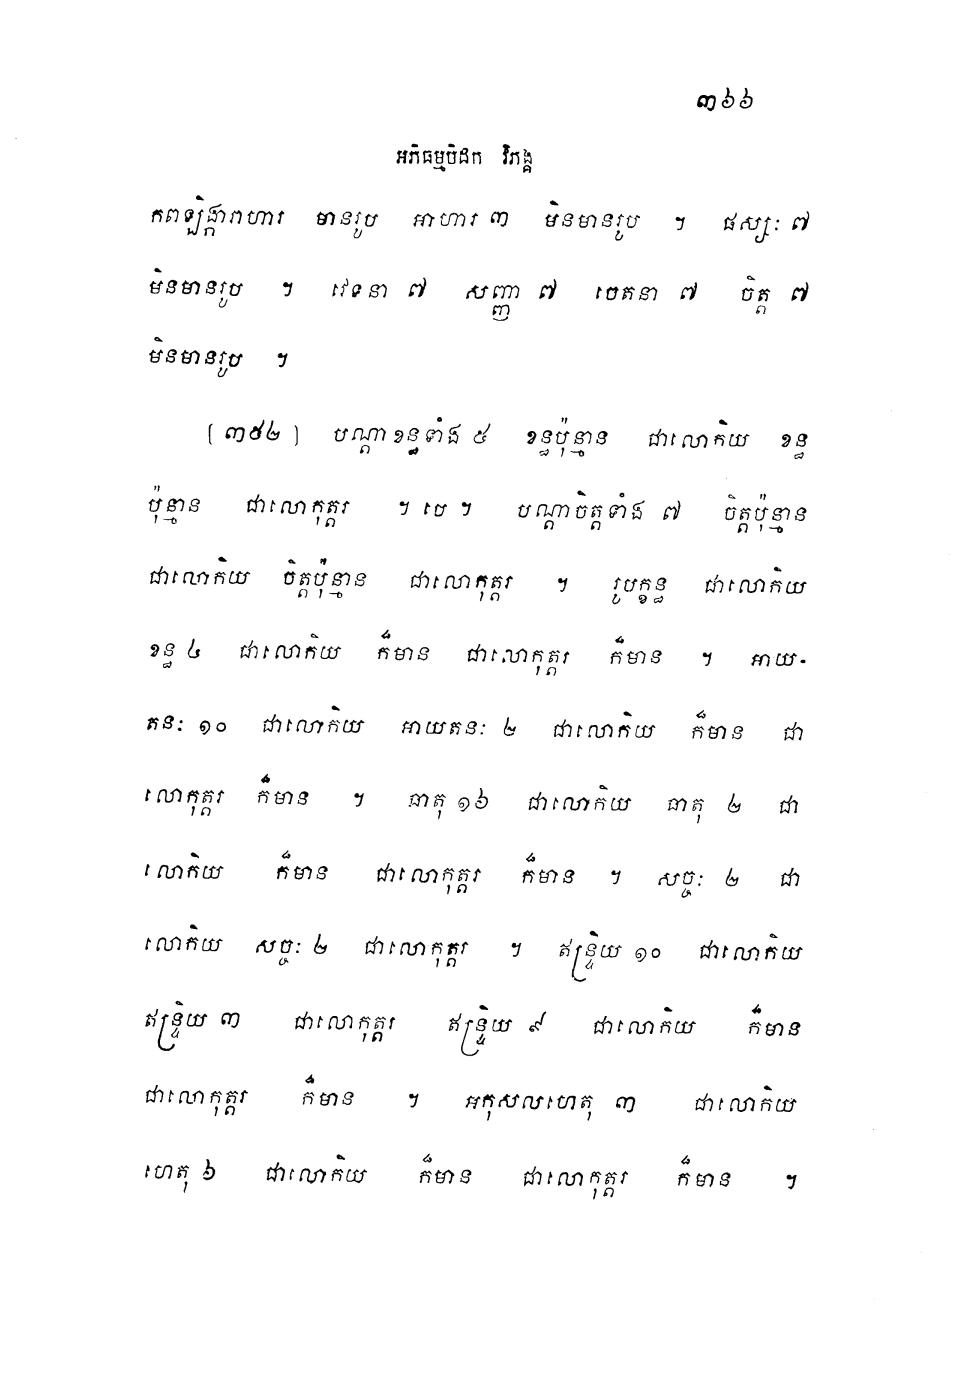 ៣៦៦
អភិធម្មបិដក វិភង្គ
កពឡិង្ការាហារ មានរូប អាហារ ៣ មិនមានរូប ។ ផស្សៈ ៧
មិនមានរូប ។ វេទនា ៧ សញ្ញា ៧ ចេតនា ៧ ចិត្ត ៧
មិនមានរូប ។
[៣៩២] បណ្តាខន្ធទាំង ៥ ខន្ធប៉ុន្មាន ជាលោកិយ ខន្ធ
ប៉ុន្មាន ជាលោកុត្តរ ។ បេ ។ បណ្តាចិត្តទាំង ៧ ចិត្តប៉ុន្មាន
ជាលោកិយ ចិត្តប៉ុន្មាន ជាលោកុត្តរ ។ រូបក្ខន្ធ ជាលោកិយ
ខន្ធ ៤ ជាលោកិយ ក៏មាន ជាលោកុត្តរ ក៏មាន ។ អាយ-
តនៈ ១០ ជាលោកិយ អាយតនៈ ២ ជាលោកិយ ក៏មាន ជា
លោកុត្តរ ក៏មាន ។ ធាតុ ១៦ ជាលោកិយ ធាតុ ២ ជា
លោកិយ ក៏មាន ជាលោកុត្តរ ក៏មាន ។ សច្ចៈ ២ ជា
លោកិយ សច្ចៈ ២ ជាលោកុត្តរ ។ ឥន្ទ្រិយ ១០ ជាលោកិយ
ឥន្ទ្រិយ ៣ ជាលោកុត្តរ ឥន្ទ្រិយ ៩ ជាលោកិយ ក៏មាន
ជាលោកុត្តរ ក៏មាន ។ អកុសលហេតុ ៣ ជាលោកិយ
ហេតុ ៦ ជាលោកិយ ក៏មាន ជាលោកុត្តរ ក៏មាន ។